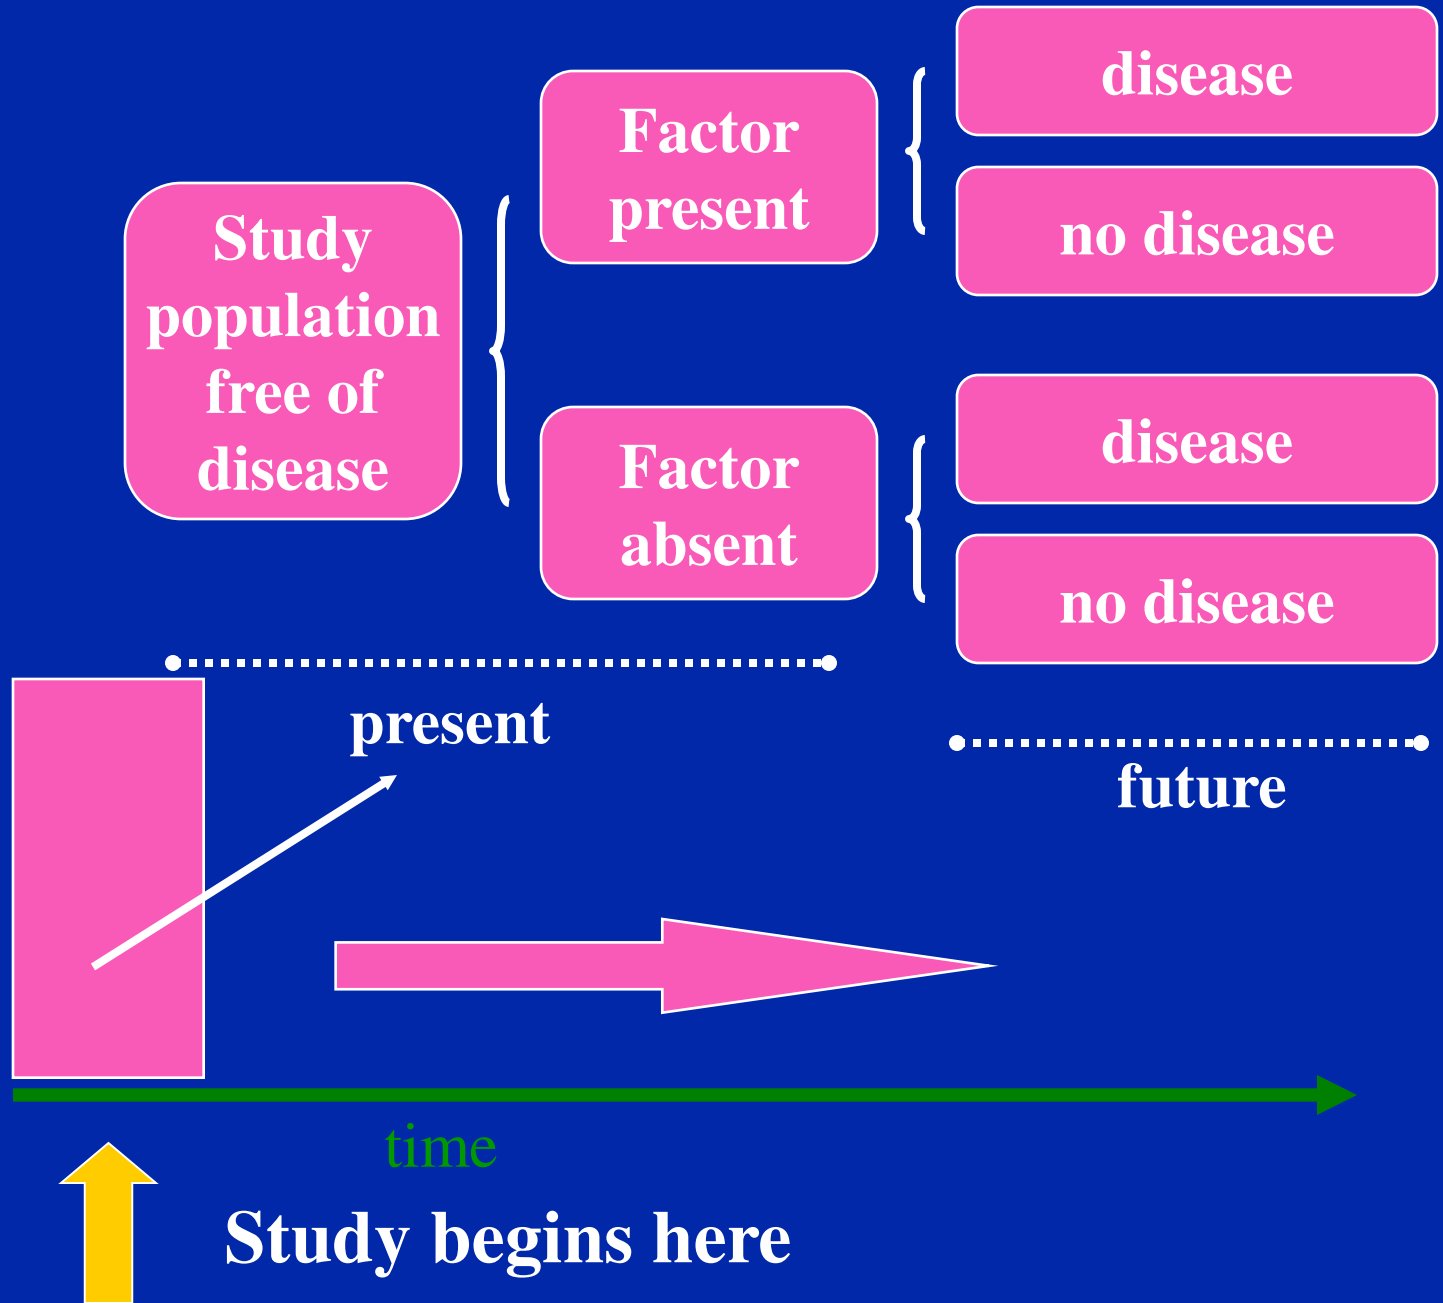 Study
population
free of
disease
Factor
present
disease
no disease
Factor
absent
disease
no disease
present
future
time
Study begins here